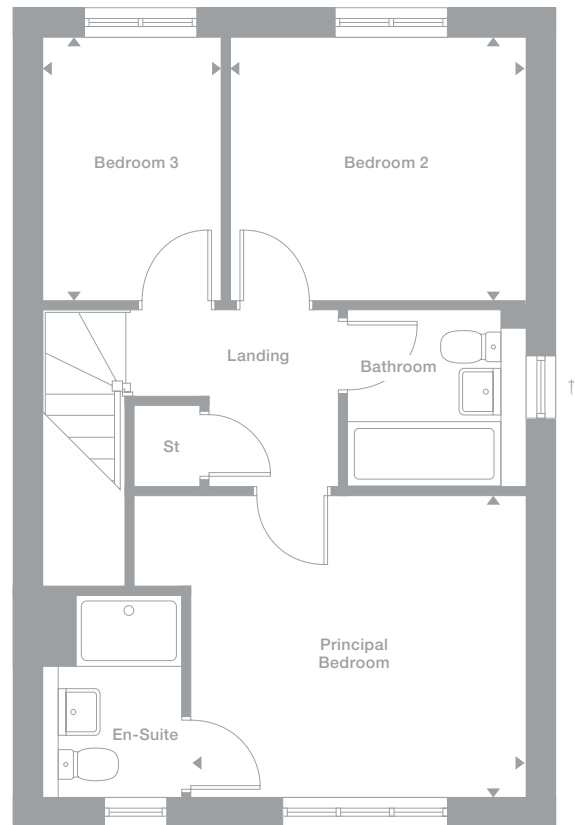 Bedroom 3
Bedroom 2
Landing
Bathroom
†
St
Principal
Bedroom
En-Suite